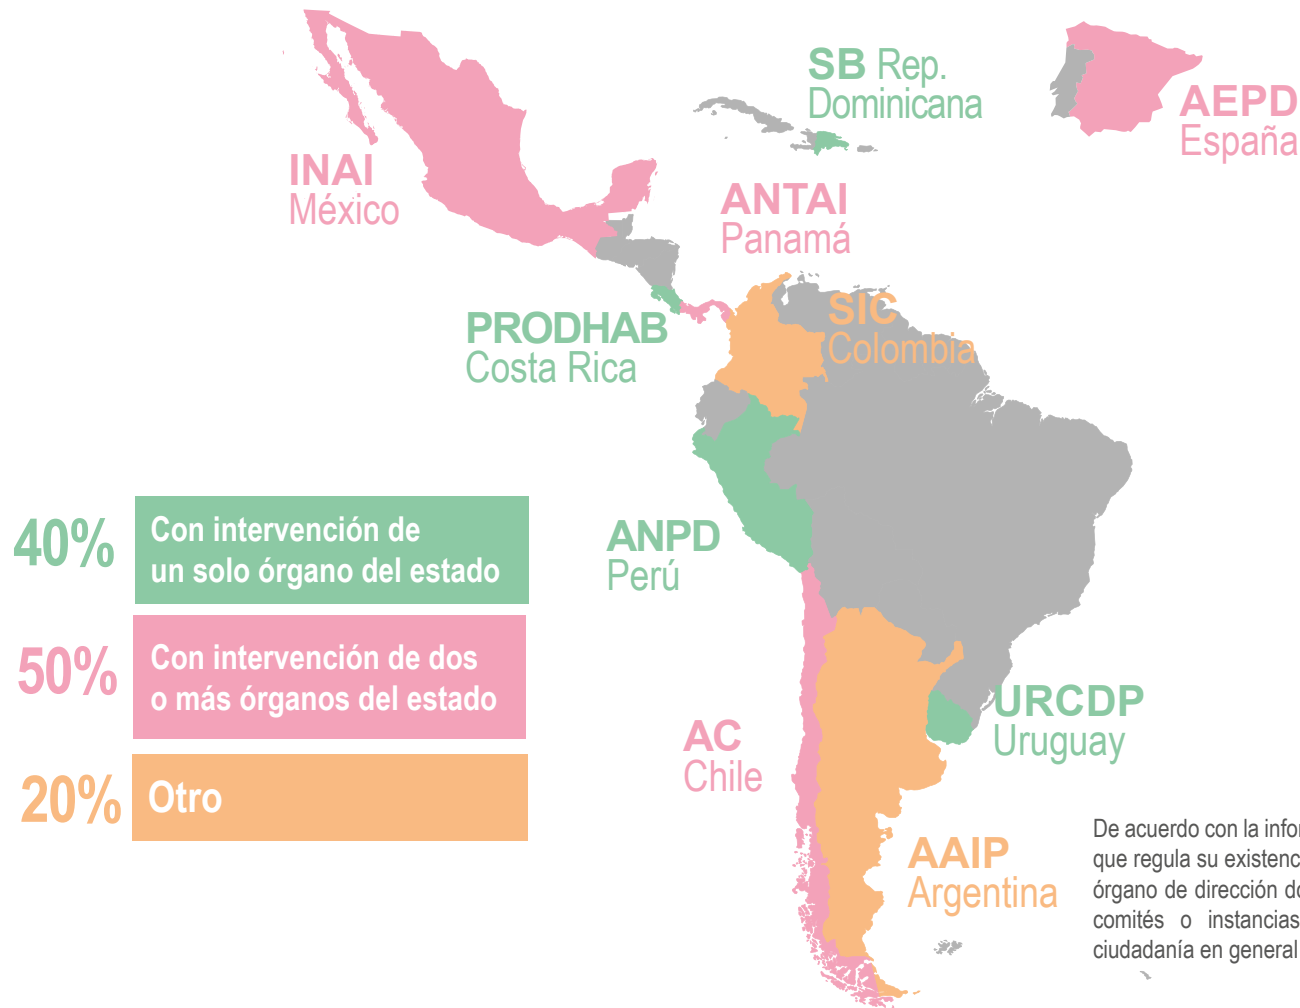 SB Rep.
Dominicana
AEPD
España
INAI
México
ANTAI
Panamá
SIC
Colombia
PRODHAB
Costa Rica
40%
Con intervención de
un solo órgano del estado
ANPD
Perú
50%
Con intervención de dos
o más órganos del estado
URCDP
Uruguay
AC
Chile
20%
Otro
AAIP
Argentina
De acuerdo con la
que regula su
órgano de dirección
comités o instancias
ciudadanía en general